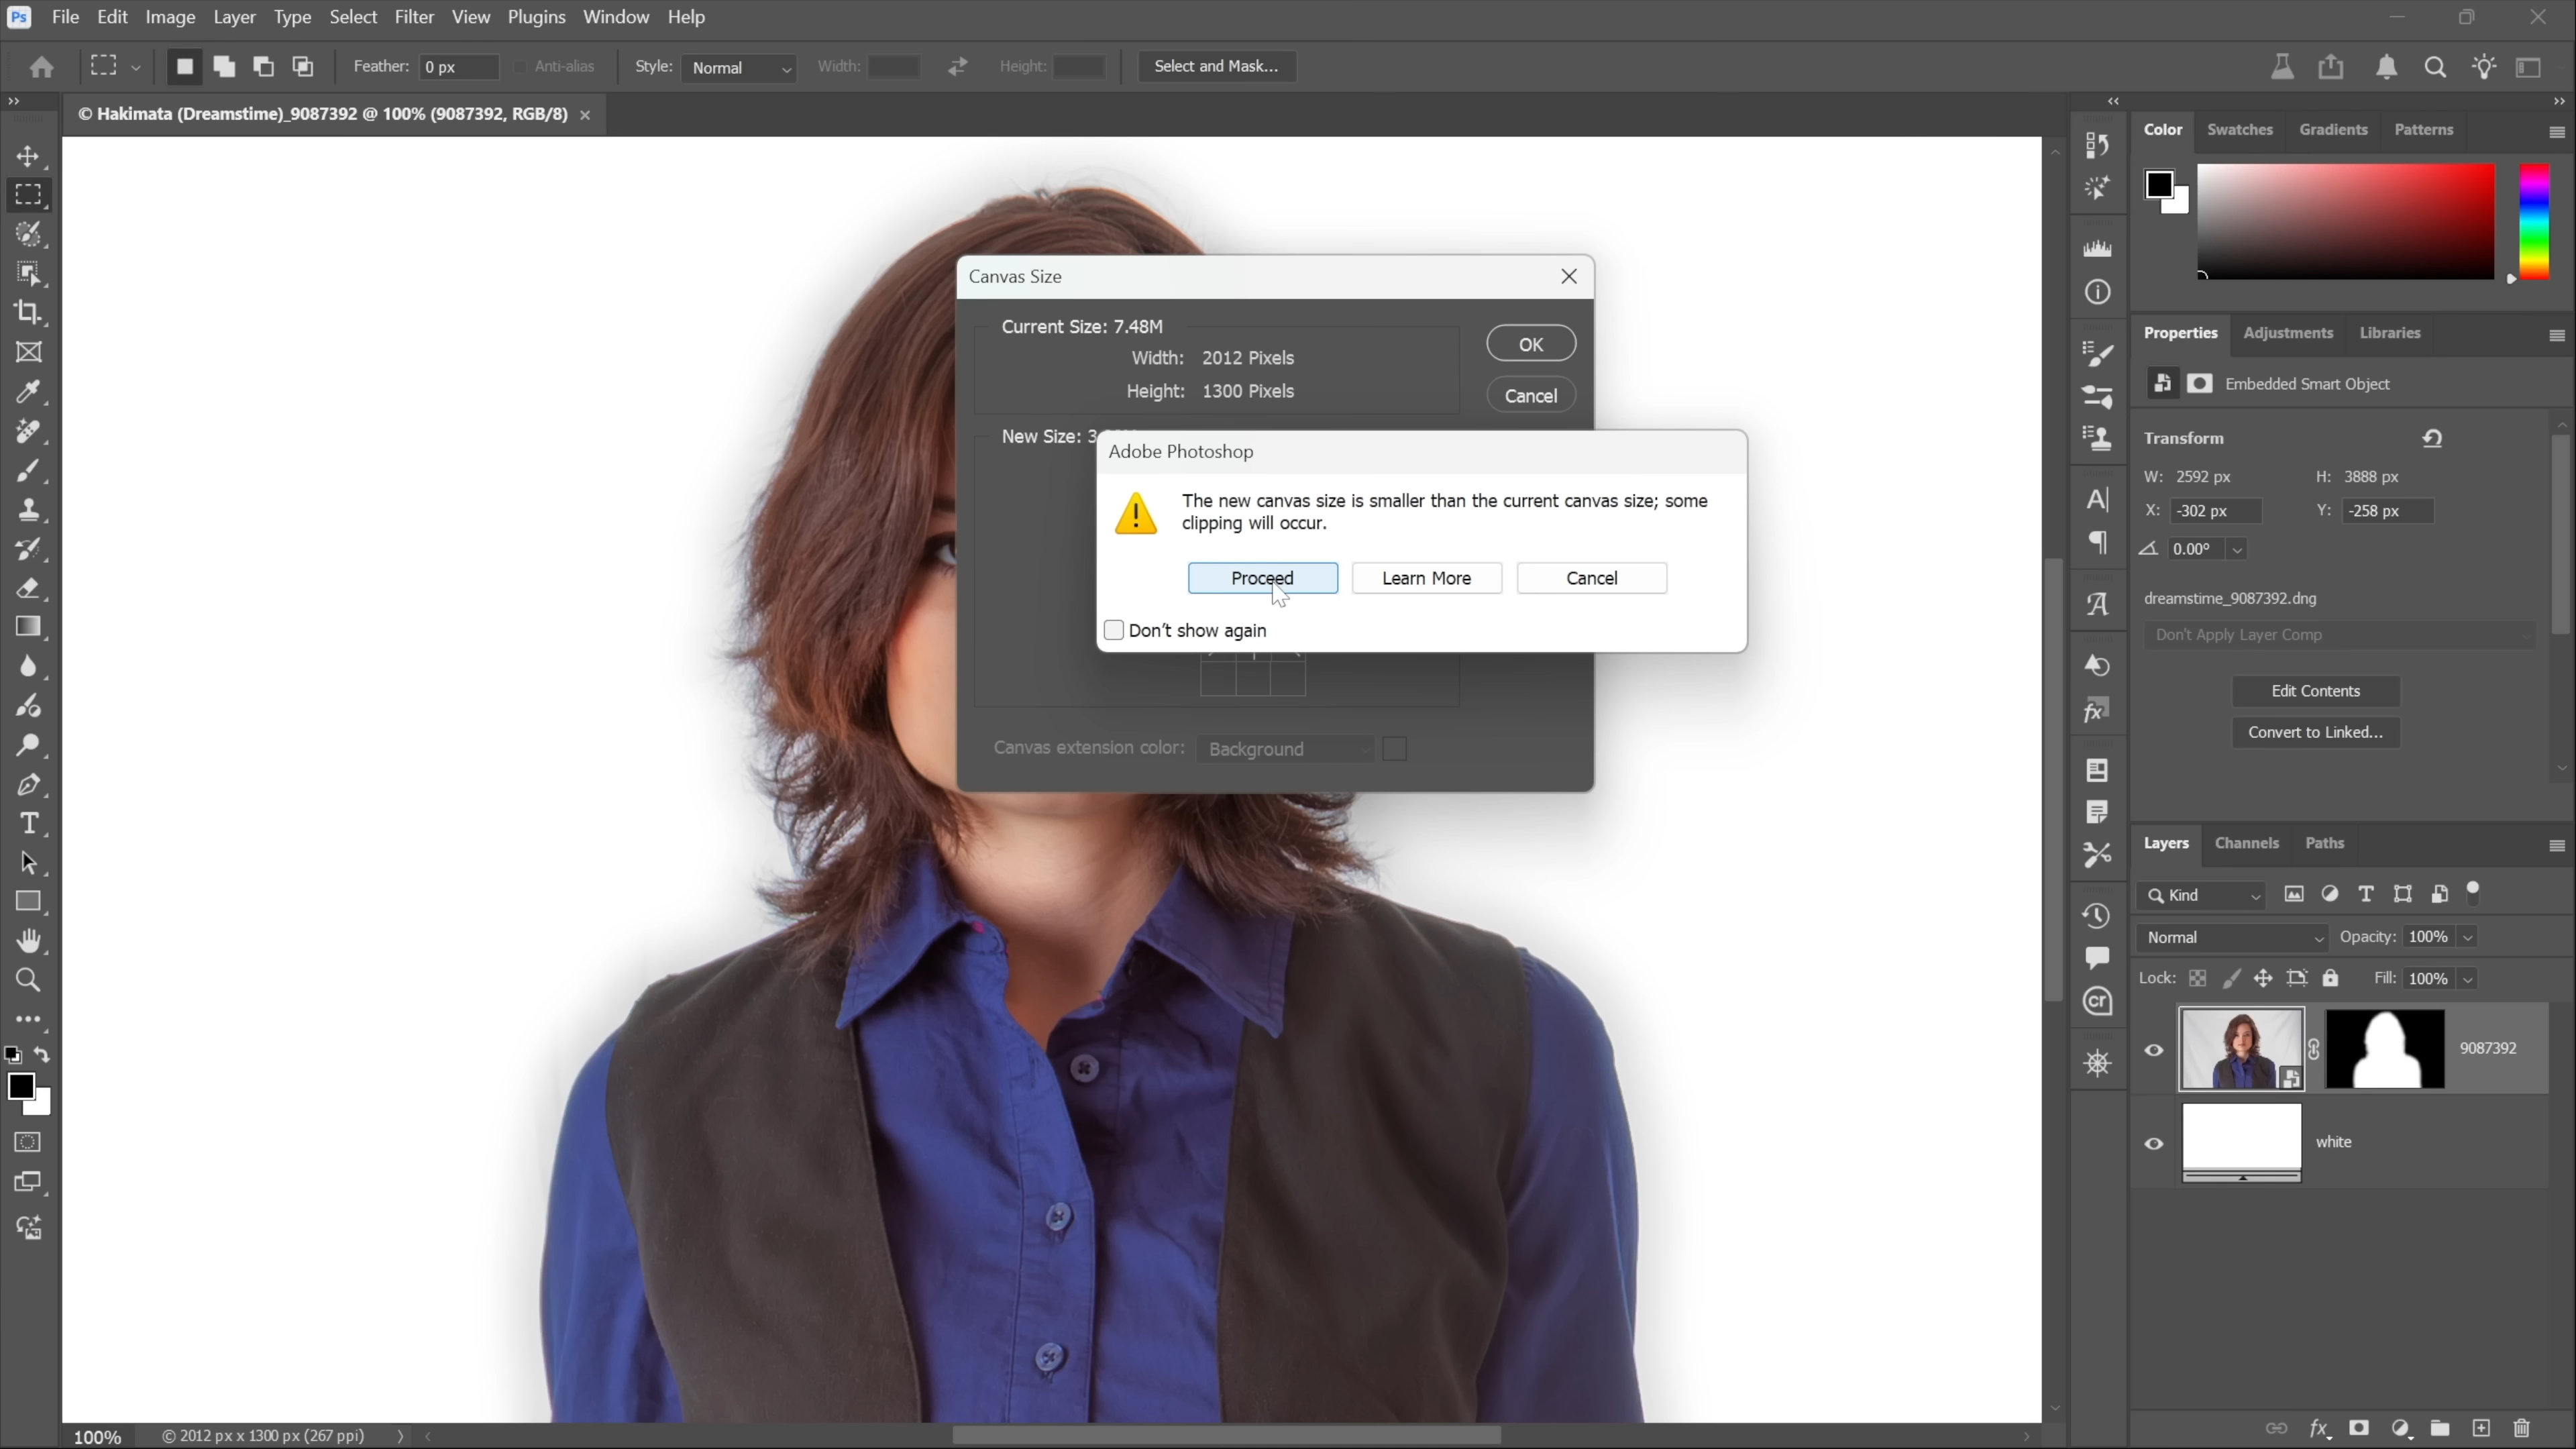 Ps File Edit Image Layer Type Select Filter View Plugins Window Help
Feather: 0 px Anti-alias Style: Normal Width: Height: Select and Mask...
© Hakimata (Dreamstime)_9087392 @ 100% (9087392, RGB/8)
Canvas Size
Current Size: 7.48M
Width: 2012 Pixels
Height: 1300 Pixels
OK
Cancel
New Size: 3
Adobe Photoshop
The new canvas size is smaller than the current canvas size; some
clipping will occur.
Proceed Learn More Cancel
Don't show again
Canvas extension color: Background
Color Swatches Gradients Patterns
Properties Adjustments Libraries
Embedded Smart Object
Transform
W: 2592 px H: 3888 px
X: -302 px Y: -258 px
0.00°
dreamstime_9087392.dng
Don't Apply Layer Comp
Edit Contents
Convert to Linked...
Layers Channels Paths
Kind
Normal Opacity: 100%
Lock: Fill: 100%
9087392
white
100% © 2012 px x 1300 px (267 ppi)